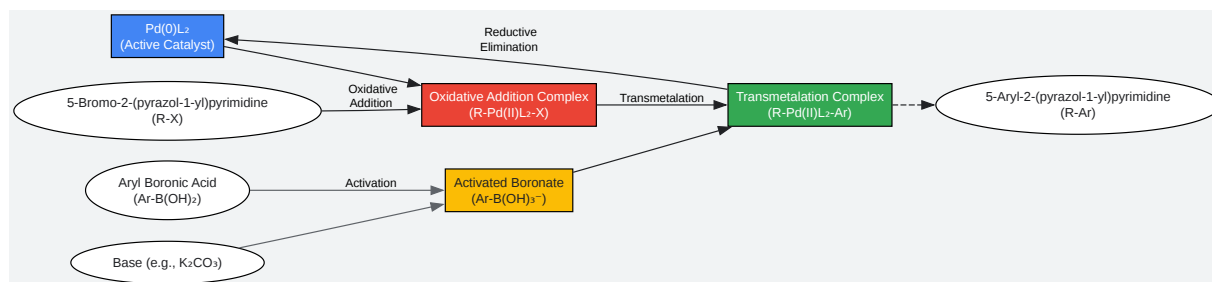 Pd(0)L₂
(Active Catalyst)
Reductive
Elimination
5-Bromo-2-(pyrazol-1-yl)pyrimidine
(R-X)
Oxidative
Addition
Oxidative Addition Complex
(R-Pd(II)L₂-X)
Transmetalation
Transmetalation Complex
(R-Pd(II)L₂-Ar)
5-Aryl-2-(pyrazol-1-yl)pyrimidine
(R-Ar)
Aryl Boronic Acid
(Ar-B(OH)₂)
Activation
Activated Boronate
(Ar-B(OH)₃⁻)
Base (e.g., K₂CO₃)